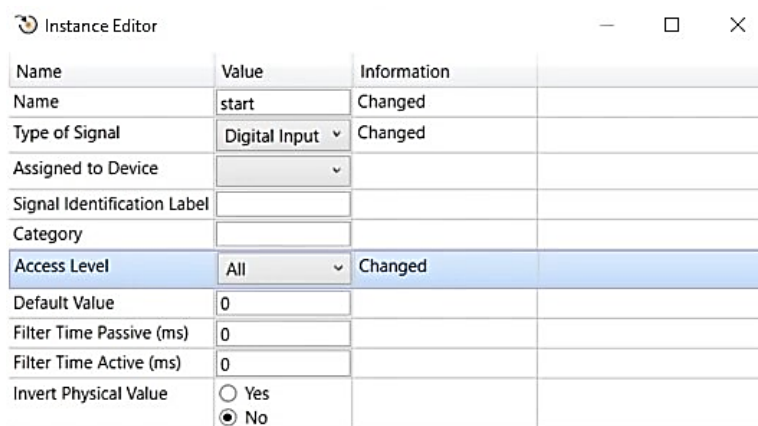 Instance Editor
Name Value Information
Name start Changed
Type of Signal Digital Input Changed
Assigned to Device
Signal Identification Label
Category
Access Level All Changed
Default Value 0
Filter Time Passive (ms) 0
Filter Time Active (ms) 0
Invert Physical Value Yes
No